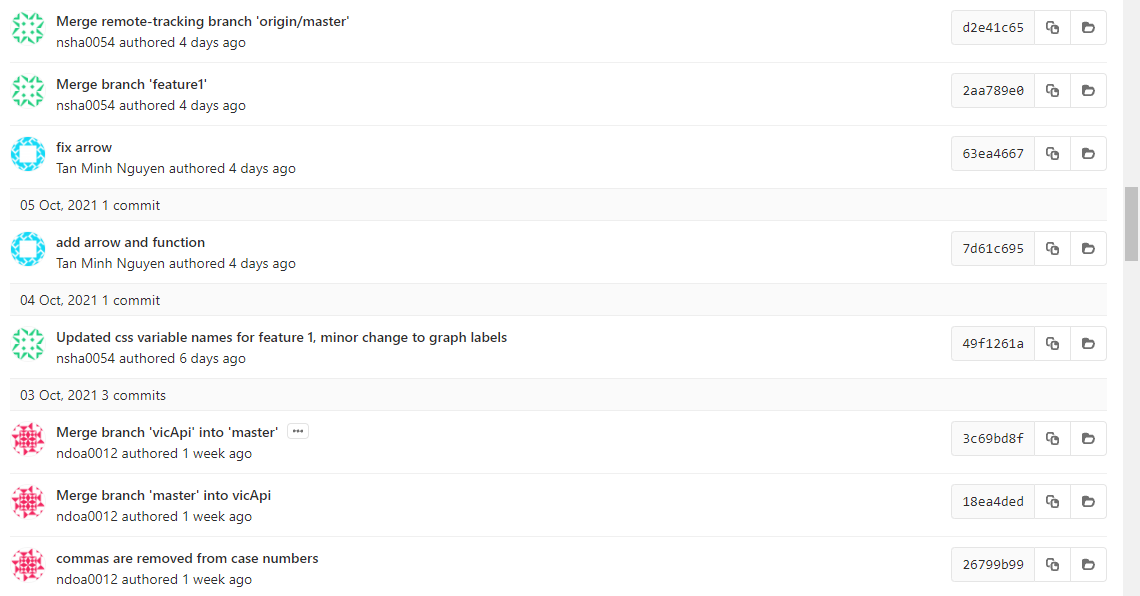 Merge remote-tracking branch 'origin/master'
nsha0054 authored 4 days ago
d2e41c65
Merge branch 'feature1'
nsha0054 authored 4 days ago
2aa789e0
fix arrow
Tan Minh Nguyen authored 4 days ago
63ea4667
05 Oct, 2021 1 commit
add arrow and function
Tan Minh Nguyen authored 4 days ago
7d61c695
04 Oct, 2021 1 commit
Updated css variable names for feature 1, minor change to graph labels
nsha0054 authored 6 days ago
49f1261a
03 Oct, 2021 3 commits
Merge branch 'vicApi' into 'master'
ndoa0012 authored 1 week ago
3c69bd8f
Merge branch 'master' into vicApi
ndoa0012 authored 1 week ago
18ea4ded
commas are removed from case numbers
ndoa0012 authored 1 week ago
26799b99